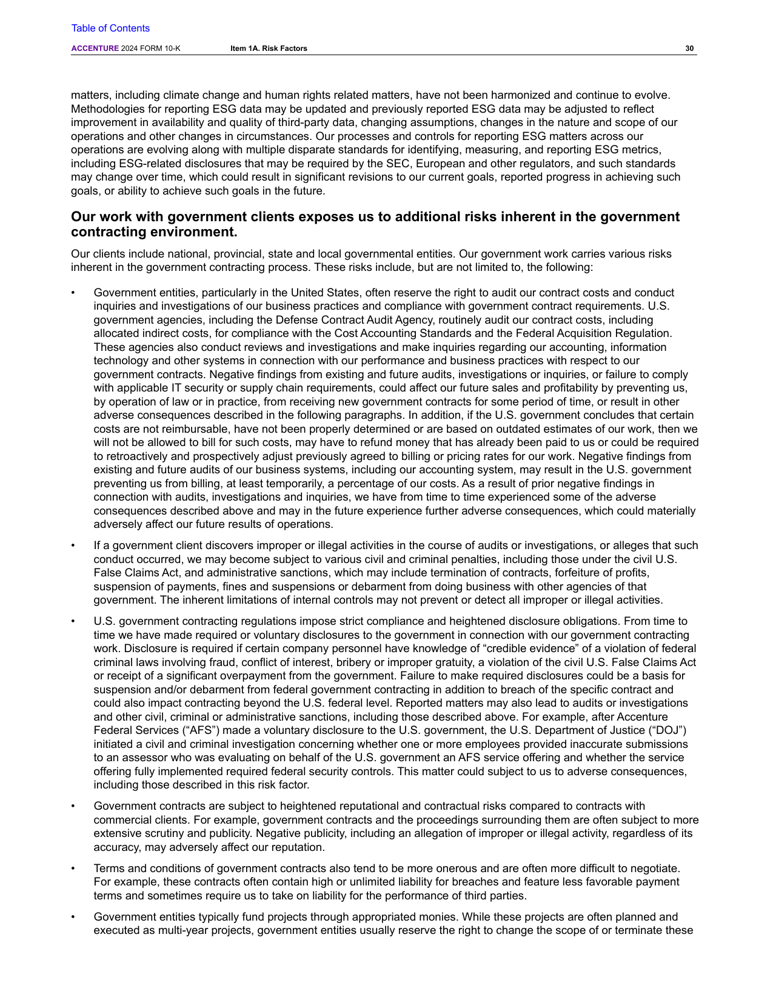 Table of Contents
ACCENTURE 2024 FORM 10-K Item 1A. Risk Factors 30
matters, including climate change and human rights related matters, have not been harmonized and continue to evolve.
Methodologies for reporting ESG data may be updated and previously reported ESG data may be adjusted to reflect
improvement in availability and quality of third-party data, changing assumptions, changes in the nature and scope of our
operations and other changes in circumstances. Our processes and controls for reporting ESG matters across our
operations are evolving along with multiple disparate standards for identifying, measuring, and reporting ESG metrics,
including ESG-related disclosures that may be required by the SEC, European and other regulators, and such standards
may change over time, which could result in significant revisions to our current goals, reported progress in achieving such
goals, or ability to achieve such goals in the future.
Our work with government clients exposes us to additional risks inherent in the government
contracting environment.
Our clients include national, provincial, state and local governmental entities. Our government work carries various risks
inherent in the government contracting process. These risks include, but are not limited to, the following:
• Government entities, particularly in the United States, often reserve the right to audit our contract costs and conduct
inquiries and investigations of our business practices and compliance with government contract requirements. U.S.
government agencies, including the Defense Contract Audit Agency, routinely audit our contract costs, including
allocated indirect costs, for compliance with the Cost Accounting Standards and the Federal Acquisition Regulation.
These agencies also conduct reviews and investigations and make inquiries regarding our accounting, information
technology and other systems in connection with our performance and business practices with respect to our
government contracts. Negative findings from existing and future audits, investigations or inquiries, or failure to comply
with applicable IT security or supply chain requirements, could affect our future sales and profitability by preventing us,
by operation of law or in practice, from receiving new government contracts for some period of time, or result in other
adverse consequences described in the following paragraphs. In addition, if the U.S. government concludes that certain
costs are not reimbursable, have not been properly determined or are based on outdated estimates of our work, then we
will not be allowed to bill for such costs, may have to refund money that has already been paid to us or could be required
to retroactively and prospectively adjust previously agreed to billing or pricing rates for our work. Negative findings from
existing and future audits of our business systems, including our accounting system, may result in the U.S. government
preventing us from billing, at least temporarily, a percentage of our costs. As a result of prior negative findings in
connection with audits, investigations and inquiries, we have from time to time experienced some of the adverse
consequences described above and may in the future experience further adverse consequences, which could materially
adversely affect our future results of operations.
• If a government client discovers improper or illegal activities in the course of audits or investigations, or alleges that such
conduct occurred, we may become subject to various civil and criminal penalties, including those under the civil U.S.
False Claims Act, and administrative sanctions, which may include termination of contracts, forfeiture of profits,
suspension of payments, fines and suspensions or debarment from doing business with other agencies of that
government. The inherent limitations of internal controls may not prevent or detect all improper or illegal activities.
• U.S. government contracting regulations impose strict compliance and heightened disclosure obligations. From time to
time we have made required or voluntary disclosures to the government in connection with our government contracting
work. Disclosure is required if certain company personnel have knowledge of “credible evidence” of a violation of federal
criminal laws involving fraud, conflict of interest, bribery or improper gratuity, a violation of the civil U.S. False Claims Act
or receipt of a significant overpayment from the government. Failure to make required disclosures could be a basis for
suspension and/or debarment from federal government contracting in addition to breach of the specific contract and
could also impact contracting beyond the U.S. federal level. Reported matters may also lead to audits or investigations
and other civil, criminal or administrative sanctions, including those described above. For example, after Accenture
Federal Services (“AFS”) made a voluntary disclosure to the U.S. government, the U.S. Department of Justice (“DOJ”)
initiated a civil and criminal investigation concerning whether one or more employees provided inaccurate submissions
to an assessor who was evaluating on behalf of the U.S. government an AFS service offering and whether the service
offering fully implemented required federal security controls. This matter could subject to us to adverse consequences,
including those described in this risk factor.
• Government contracts are subject to heightened reputational and contractual risks compared to contracts with
commercial clients. For example, government contracts and the proceedings surrounding them are often subject to more
extensive scrutiny and publicity. Negative publicity, including an allegation of improper or illegal activity, regardless of its
accuracy, may adversely affect our reputation.
• Terms and conditions of government contracts also tend to be more onerous and are often more difficult to negotiate.
For example, these contracts often contain high or unlimited liability for breaches and feature less favorable payment
terms and sometimes require us to take on liability for the performance of third parties.
• Government entities typically fund projects through appropriated monies. While these projects are often planned and
executed as multi-year projects, government entities usually reserve the right to change the scope of or terminate these